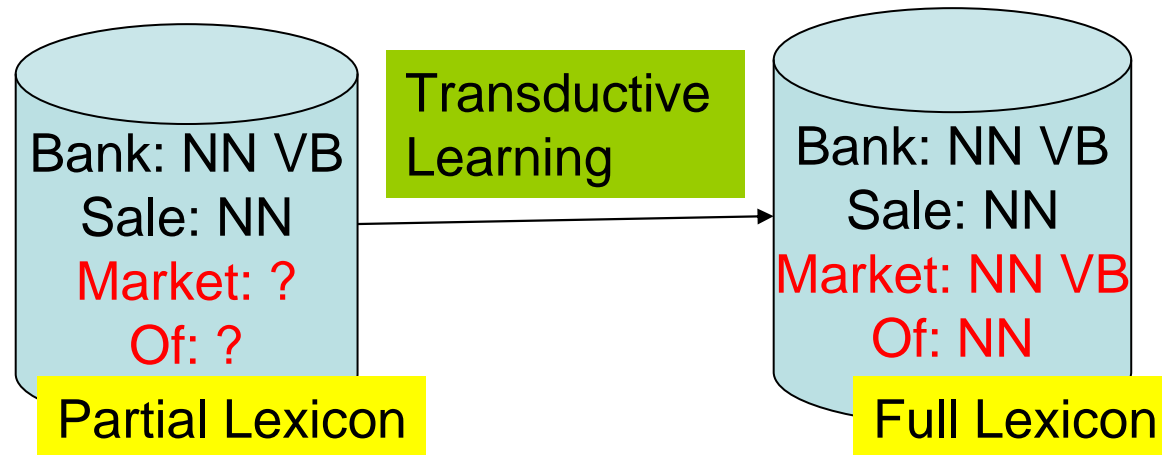 Bank: NN VB
Sale: NN
Market: ?
Of: ?
Partial Lexicon
Transductive
Learning
Bank: NN VB
Sale: NN
Market: NN VB
Of: NN
Full Lexicon